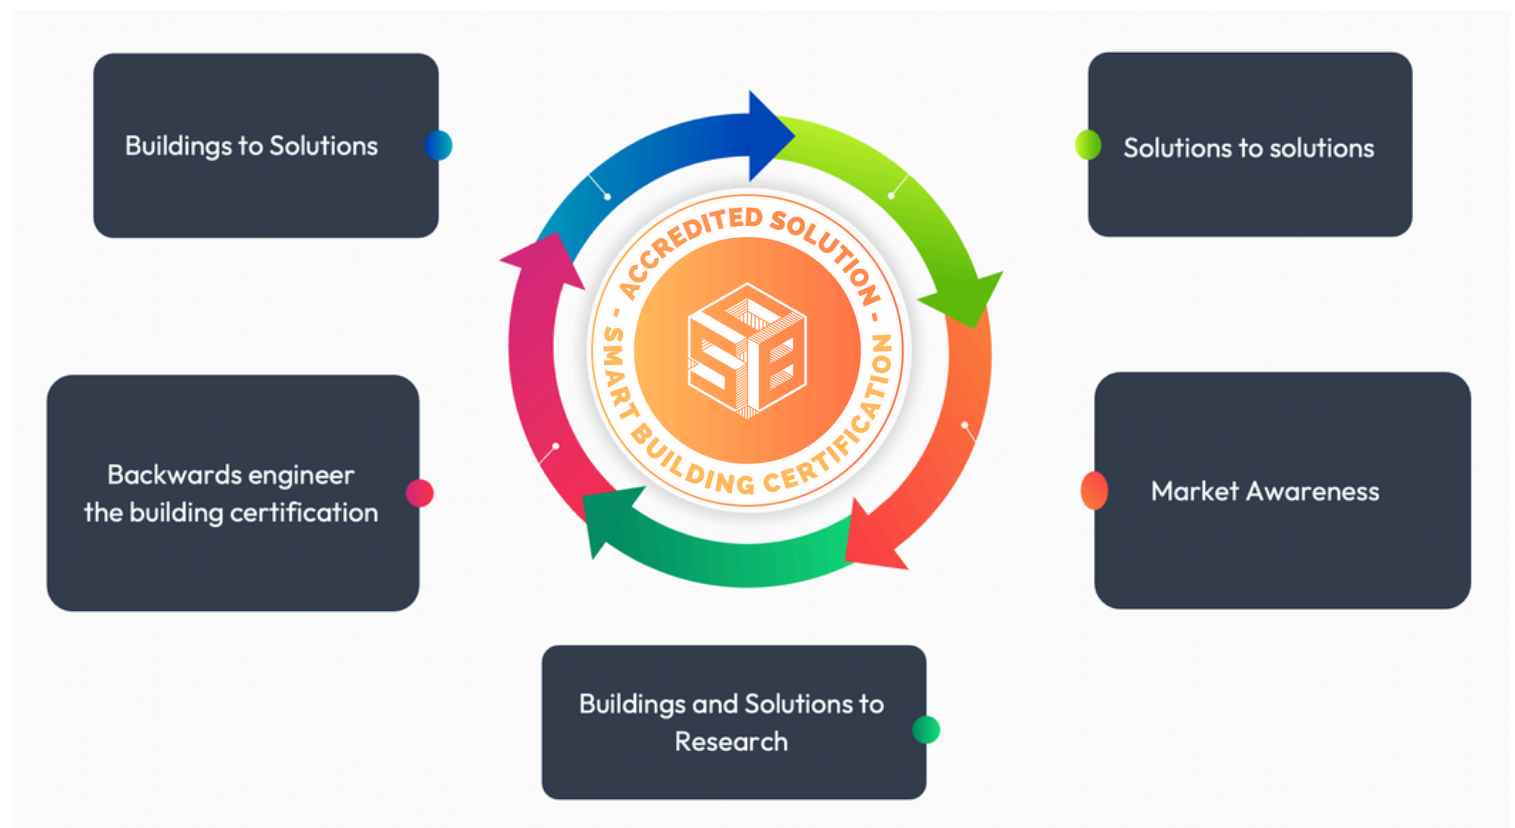 Buildings to Solutions
Solutions to solutions
- ACCREDITED SOLUTION -
SMART BUILDING CERTIFICATION
SB
Backwards engineer
the building certification
Market Awareness
Buildings and Solutions to
Research